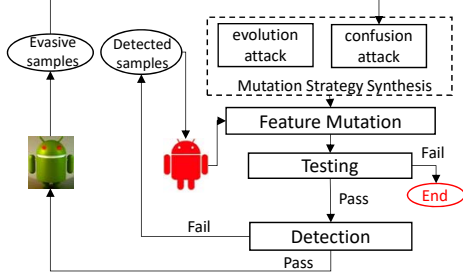 Evasive
samples
Detected
samples
evolution
attack
confusion
attack
Mutation Strategy Synthesis
Feature Mutation
Testing
Fail
End
Pass
Fail
Detection
Pass